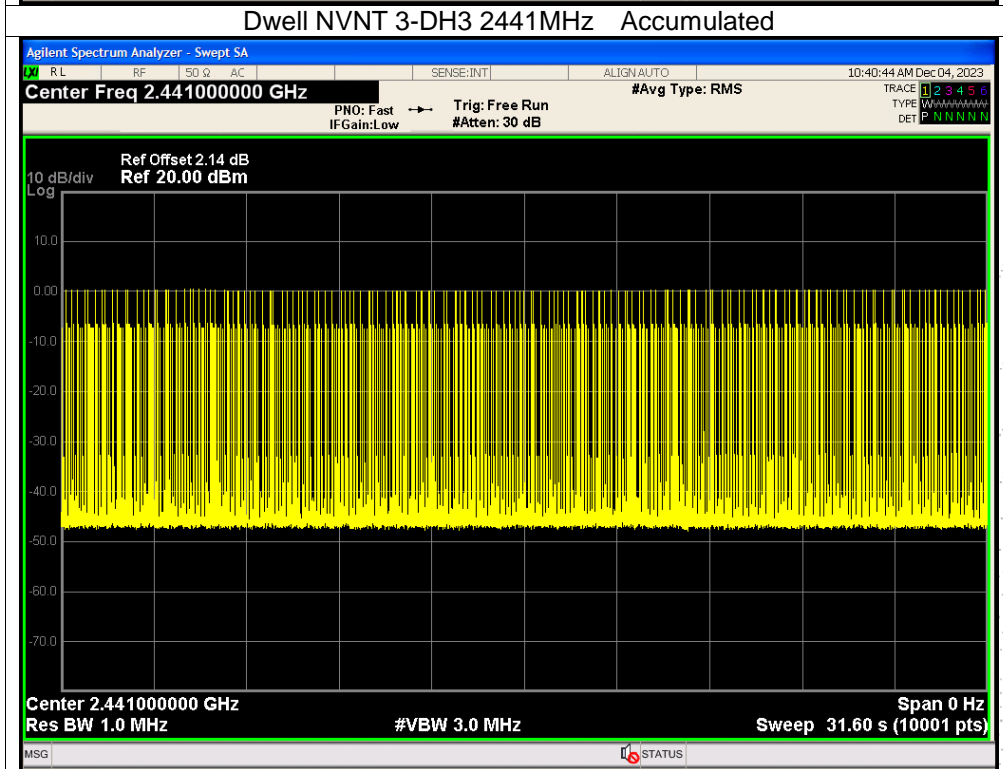 Dwell NVNT 3-DH3 2441MHz Accumulated
Agilent Spectrum Analyzer - Swept SA
LXI RL RF 50 Ω AC SENSE:INT ALIGN AUTO 10:40:44 AM Dec 04, 2023
Center Freq 2.441000000 GHz #Avg Type: RMS TRACE 1 2 3 4 5 6
PNO: Fast Trig: Free Run TYPE W
IFGain:Low #Atten: 30 dB DET P N N N N N
Ref Offset 2.14 dB
10 dB/div Ref 20.00 dBm
Log
10.0
0.00
-10.0
-20.0
-30.0
-40.0
-50.0
-60.0
-70.0
Center 2.441000000 GHz Span 0 Hz
Res BW 1.0 MHz #VBW 3.0 MHz Sweep 31.60 s (10001 pts)
MSG STATUS